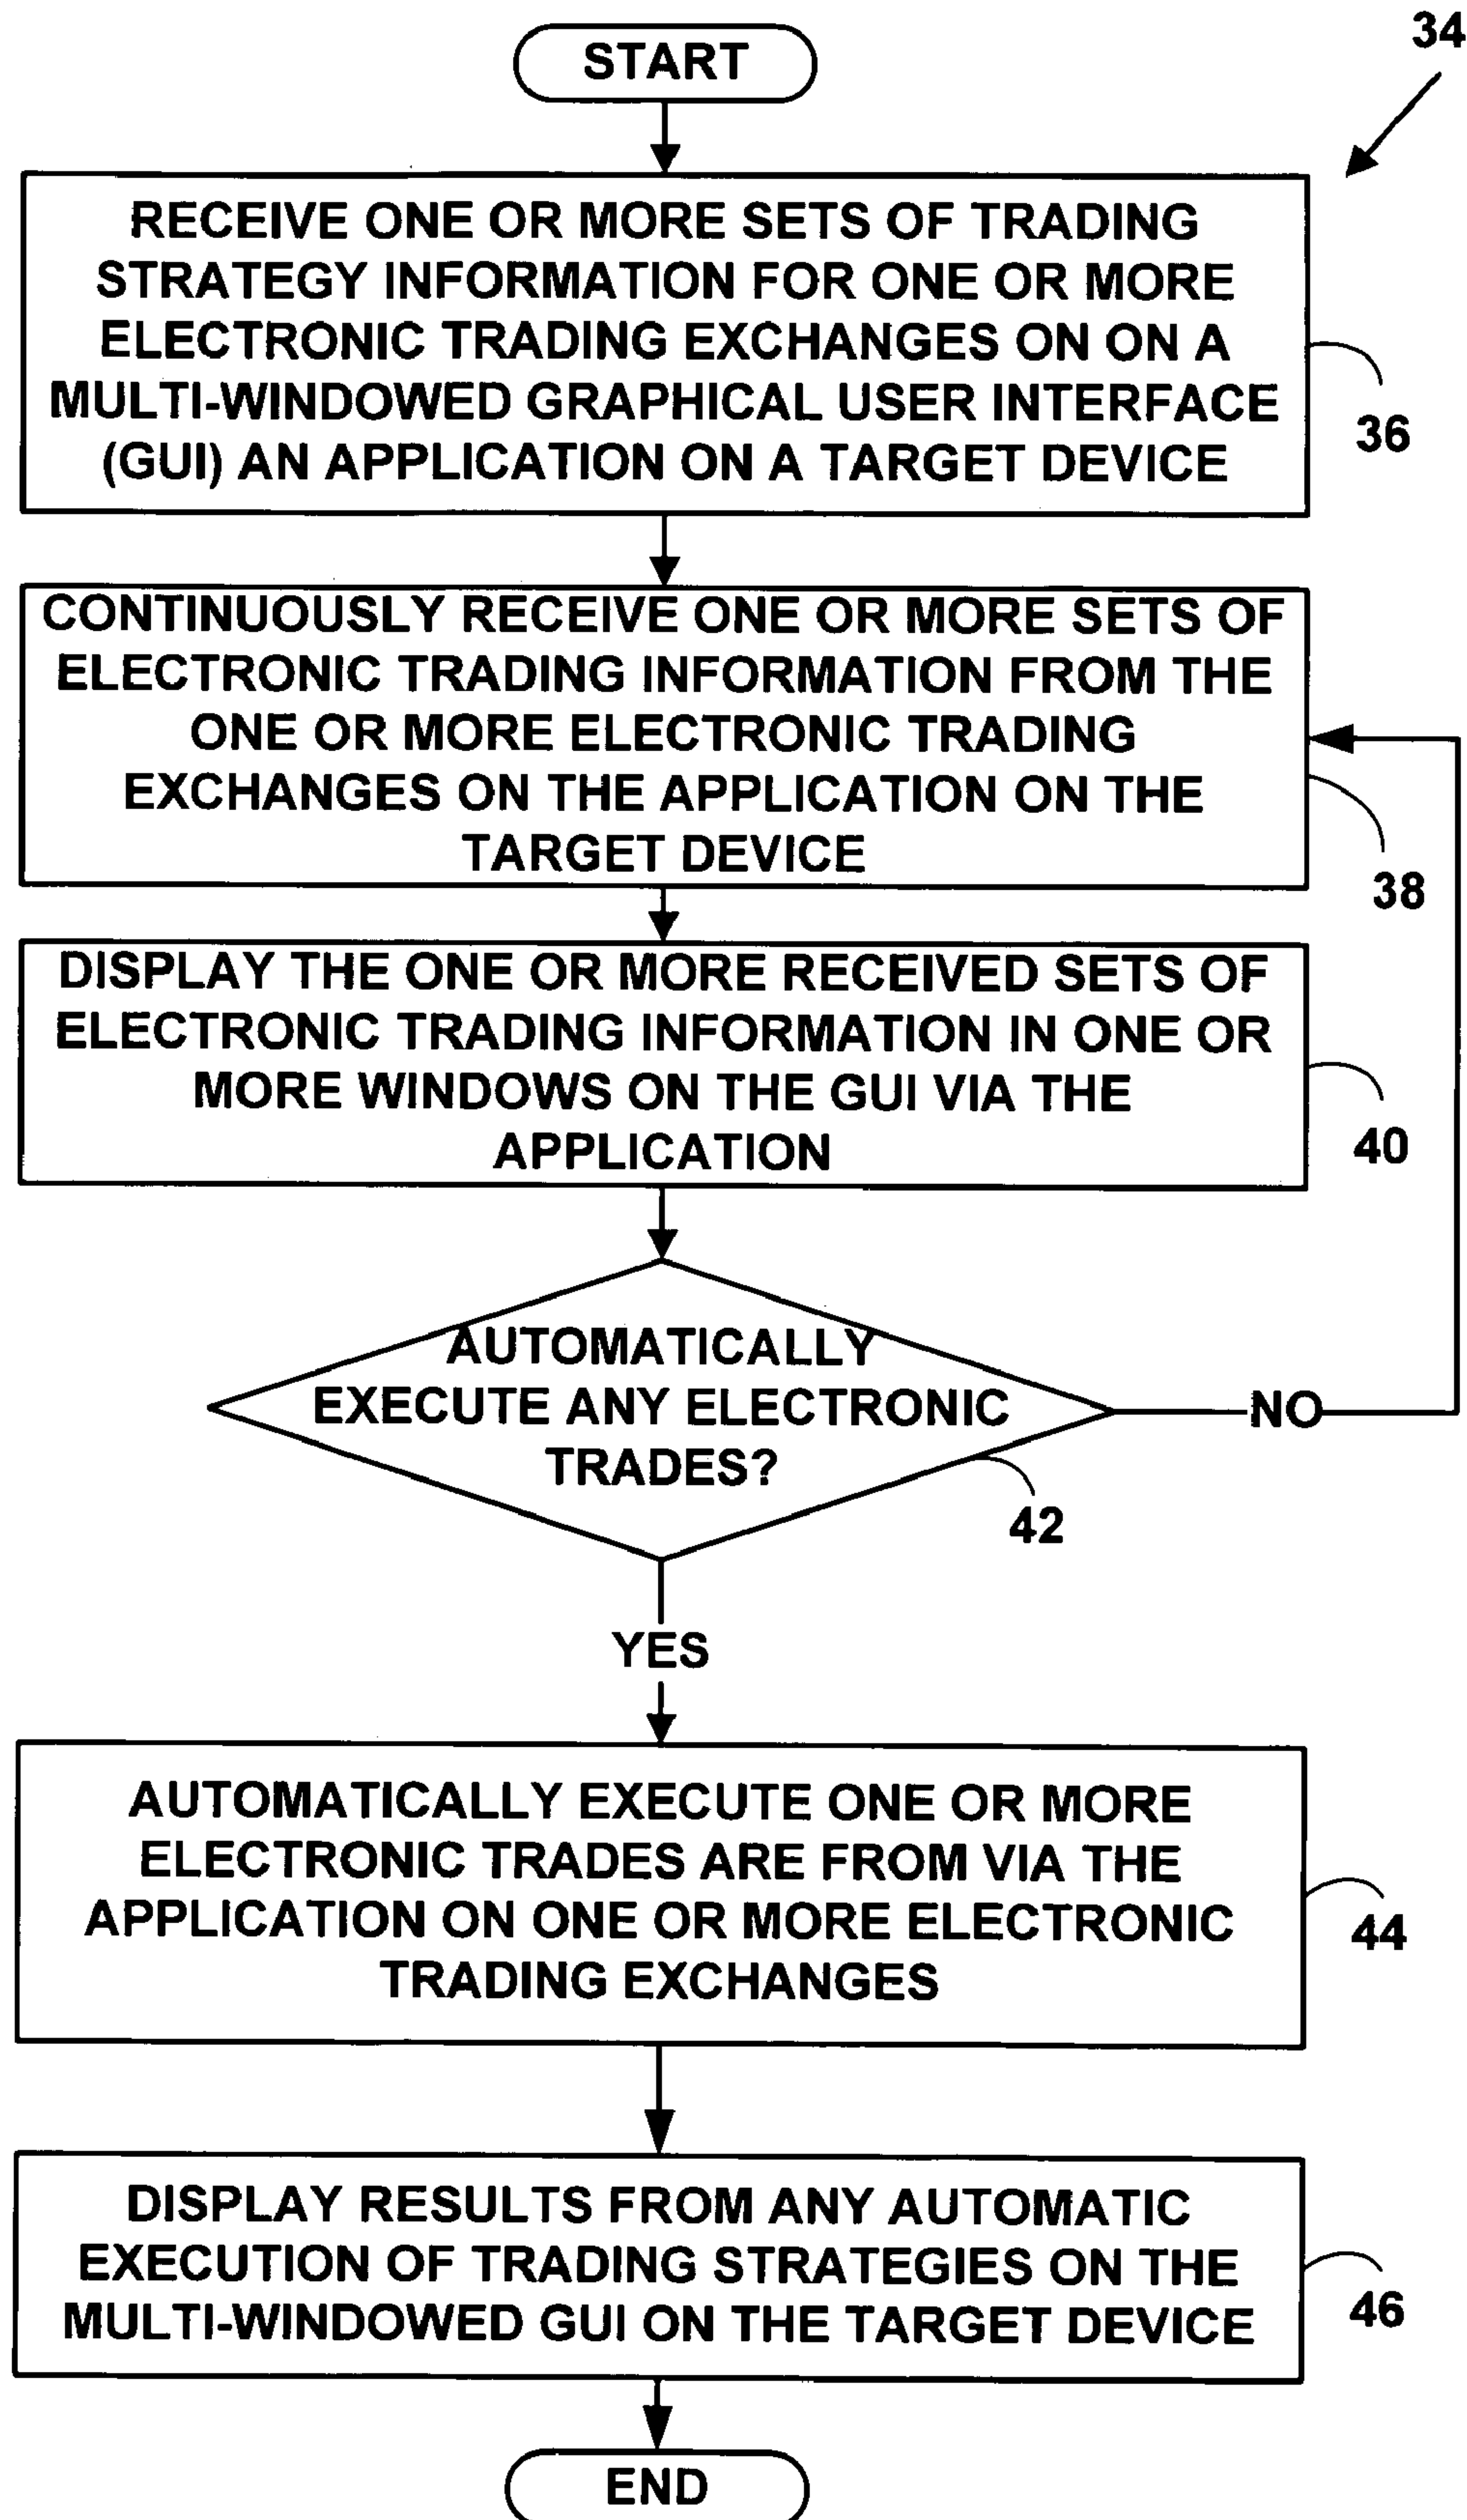 START
34
RECEIVE ONE OR MORE SETS OF TRADING
STRATEGY INFORMATION FOR ONE OR MORE
ELECTRONIC TRADING EXCHANGES ON ON A
MULTI-WINDOWED GRAPHICAL USER INTERFACE
(GUI) AN APPLICATION ON A TARGET DEVICE
36
CONTINUOUSLY RECEIVE ONE OR MORE SETS OF
ELECTRONIC TRADING INFORMATION FROM THE
ONE OR MORE ELECTRONIC TRADING
EXCHANGES ON THE APPLICATION ON THE
TARGET DEVICE
38
DISPLAY THE ONE OR MORE RECEIVED SETS OF
ELECTRONIC TRADING INFORMATION IN ONE OR
MORE WINDOWS ON THE GUI VIA THE
APPLICATION
40
AUTOMATICALLY
EXECUTE ANY ELECTRONIC
TRADES?
NO
42
YES
AUTOMATICALLY EXECUTE ONE OR MORE
ELECTRONIC TRADES ARE FROM VIA THE
APPLICATION ON ONE OR MORE ELECTRONIC
TRADING EXCHANGES
44
DISPLAY RESULTS FROM ANY AUTOMATIC
EXECUTION OF TRADING STRATEGIES ON THE
MULTI-WINDOWED GUI ON THE TARGET DEVICE
46
END